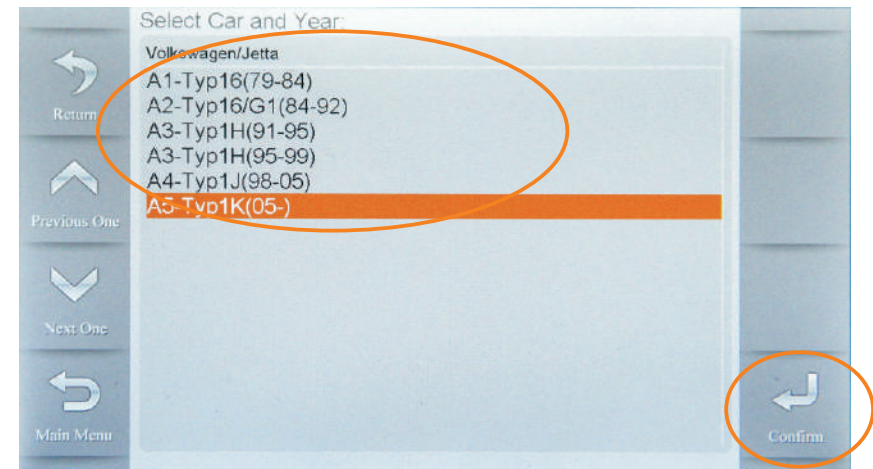 Select Car and Year:
Volkswagen/Jetta
A1-Typ16(79-84)
A2-Typ16/G1(84-92)
A3-Typ1H(91-95)
A3-Typ1H(95-99)
A4-Typ1J(98-05)
A5-Typ1K(05-)
Return
Previous One
Next One
Main Menu
Confirm